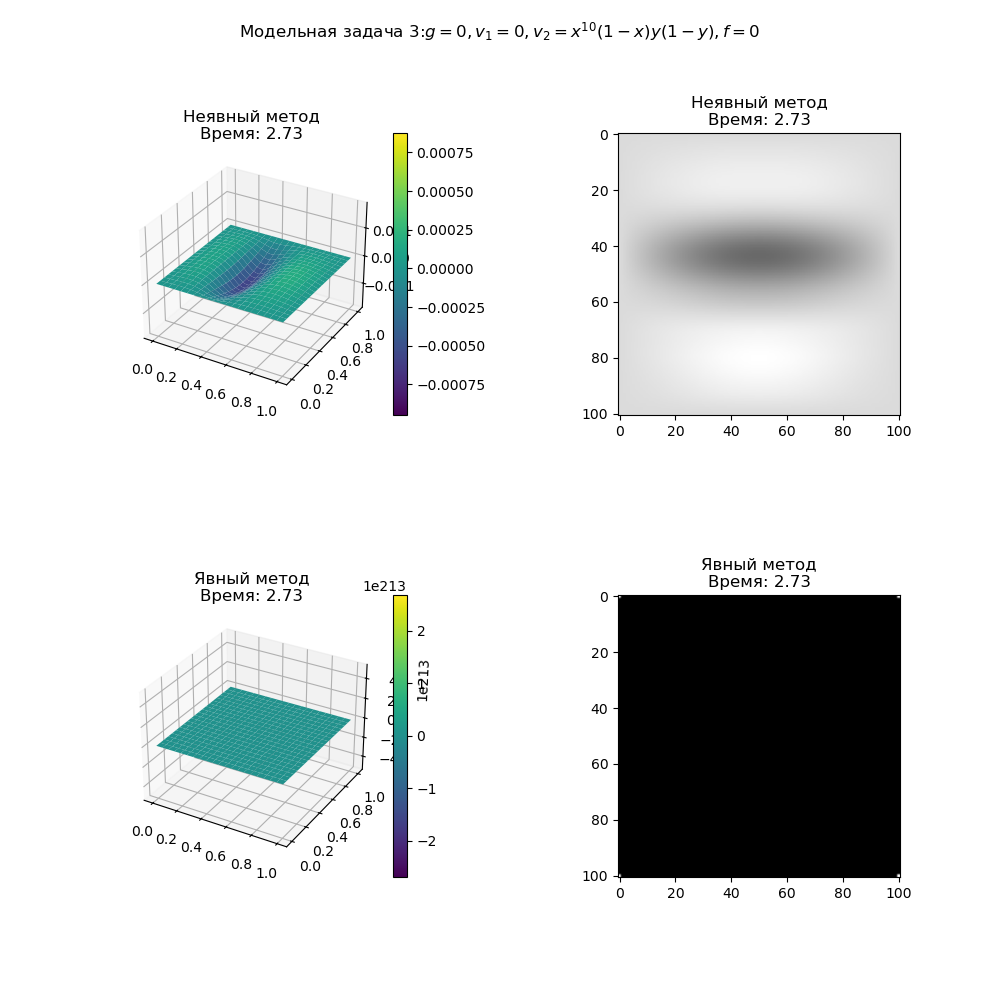 Модельная задача 3:g = 0, v₁ = 0, v₂ = x¹⁰(1 − x)y(1 − y), f = 0
Неявный метод
Время: 2.73
0.00075
0.00050
0.00025
0.00000
−0.00025
−0.00050
−0.00075
0.0 0.2 0.4 0.6 0.8 1.0
0.0 0.2 0.4 0.6 0.8 1.0
Неявный метод
Время: 2.73
0
20
40
60
80
100
0 20 40 60 80 100
Явный метод
Время: 2.73
1e213
2
1
0
−1
−2
1e213
0.0 0.2 0.4 0.6 0.8 1.0
0.0 0.2 0.4 0.6 0.8 1.0
Явный метод
Время: 2.73
0
20
40
60
80
100
0 20 40 60 80 100